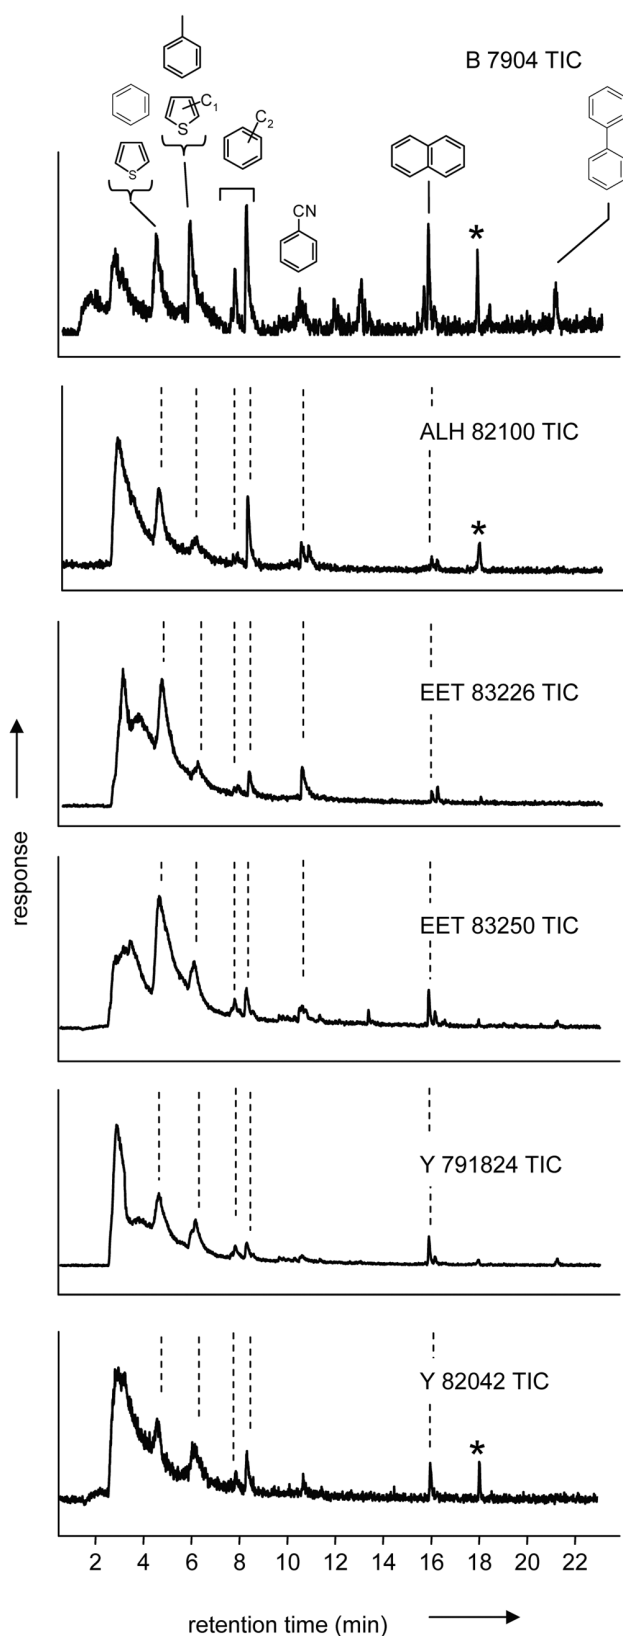 B 7904 TIC
C1
S
C2
S
CN
*
ALH 82100 TIC
*
EET 83226 TIC
EET 83250 TIC
Y 791824 TIC
Y 82042 TIC
*
response
2 4 6 8 10 12 14 16 18 20 22
retention time (min)